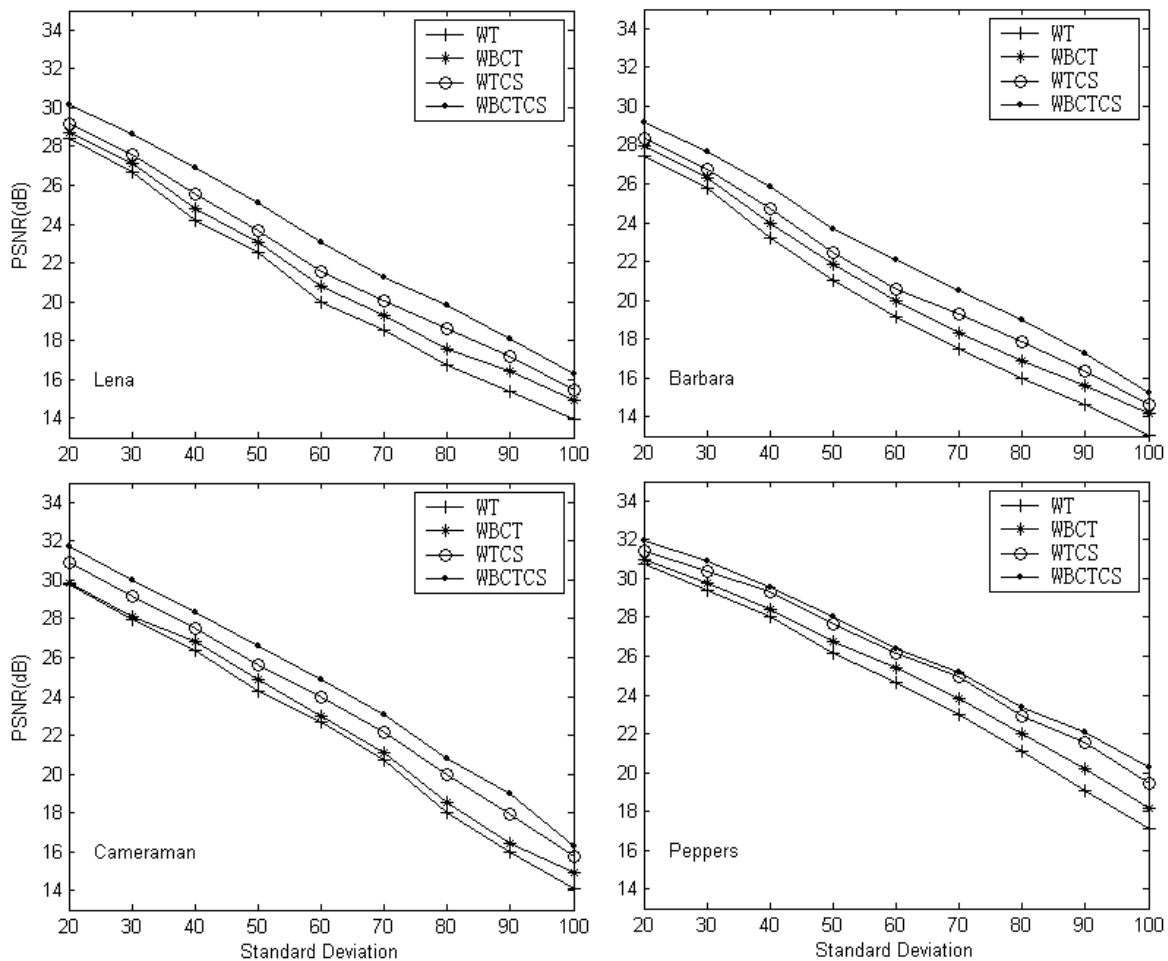 PSNR(dB)
34
32
30
28
26
24
22
20
18
16
14
WT
WBCT
WTCS
WBCTCS
Lena
20 30 40 50 60 70 80 90 100
34
32
30
28
26
24
22
20
18
16
14
WT
WBCT
WTCS
WBCTCS
Barbara
20 30 40 50 60 70 80 90 100
PSNR(dB)
34
32
30
28
26
24
22
20
18
16
14
WT
WBCT
WTCS
WBCTCS
Cameraman
20 30 40 50 60 70 80 90 100
Standard Deviation
34
32
30
28
26
24
22
20
18
16
14
WT
WBCT
WTCS
WBCTCS
Peppers
20 30 40 50 60 70 80 90 100
Standard Deviation